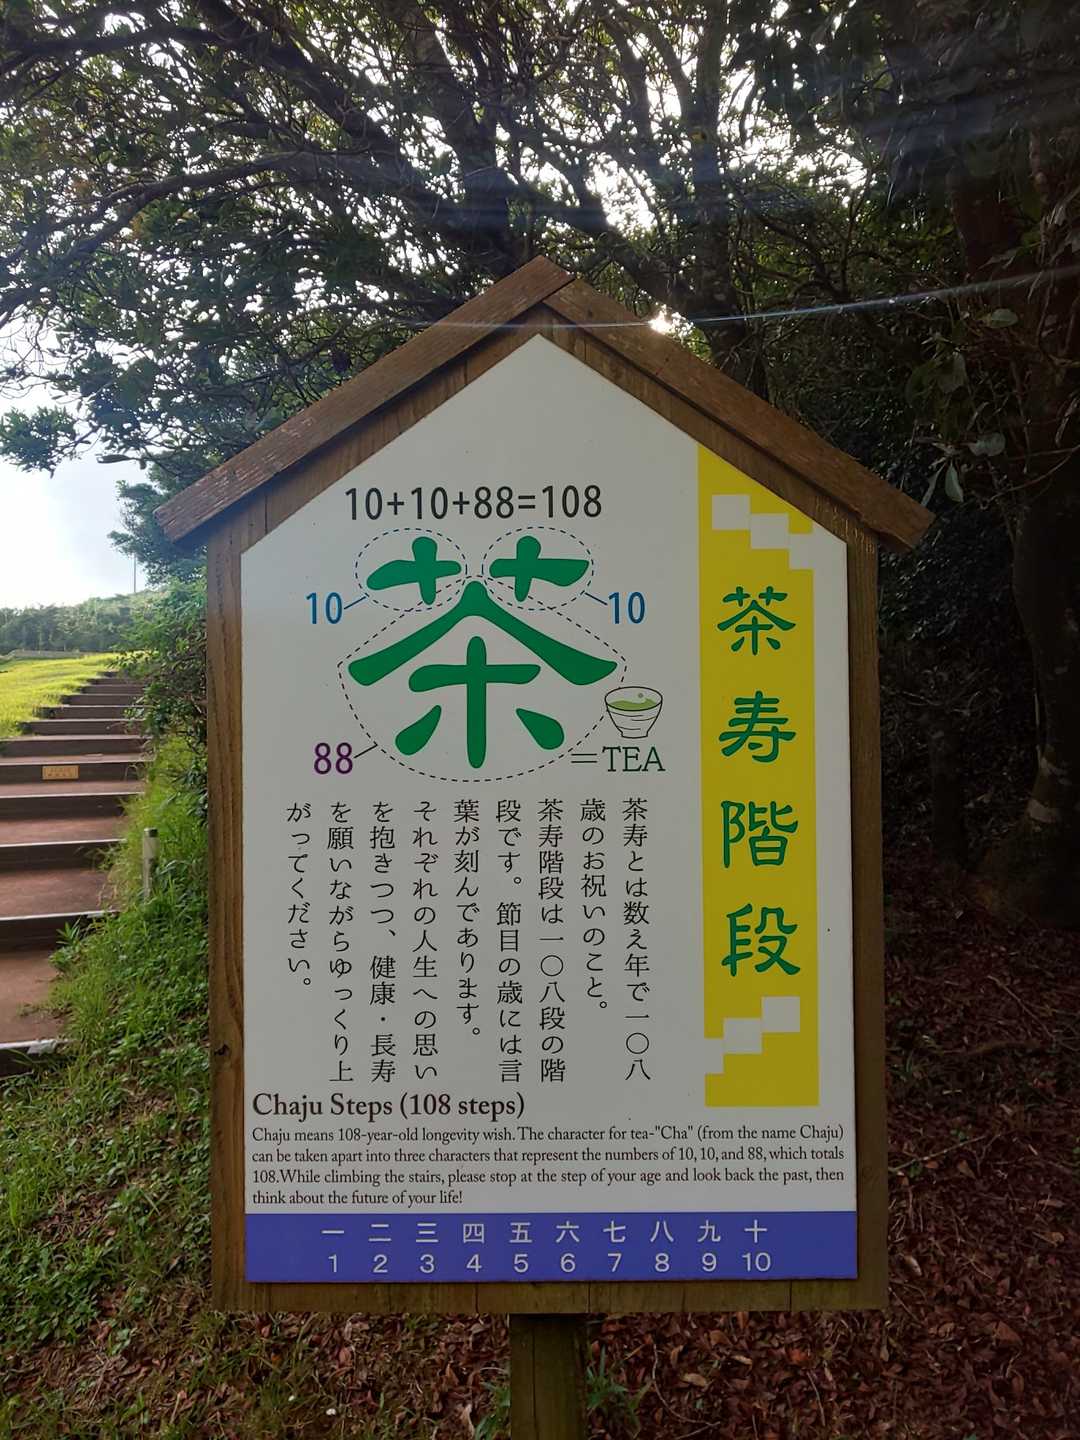 茶寿階段
10+10+88=108
茶
10
10
88
=TEA
茶寿とは数え年で一〇八
歳のお祝いのこと。
茶寿階段は一〇八段の階
段です。節目の歳には言
葉が刻んであります。
それぞれの人生への思い
を抱きつつ、健康・長寿
を願いながらゆっくり上
がってください。
Chaju Steps (108 steps)
Chaju means 108-year-old longevity wish. The character for tea-"Cha" (from the name Chaju)
can be taken apart into three characters that represent the numbers of 10, 10, and 88, which totals
108. While climbing the stairs, please stop at the step of your age and look back the past, then
think about the future of your life!
一 二 三 四 五 六 七 八 九 十
1 2 3 4 5 6 7 8 9 10